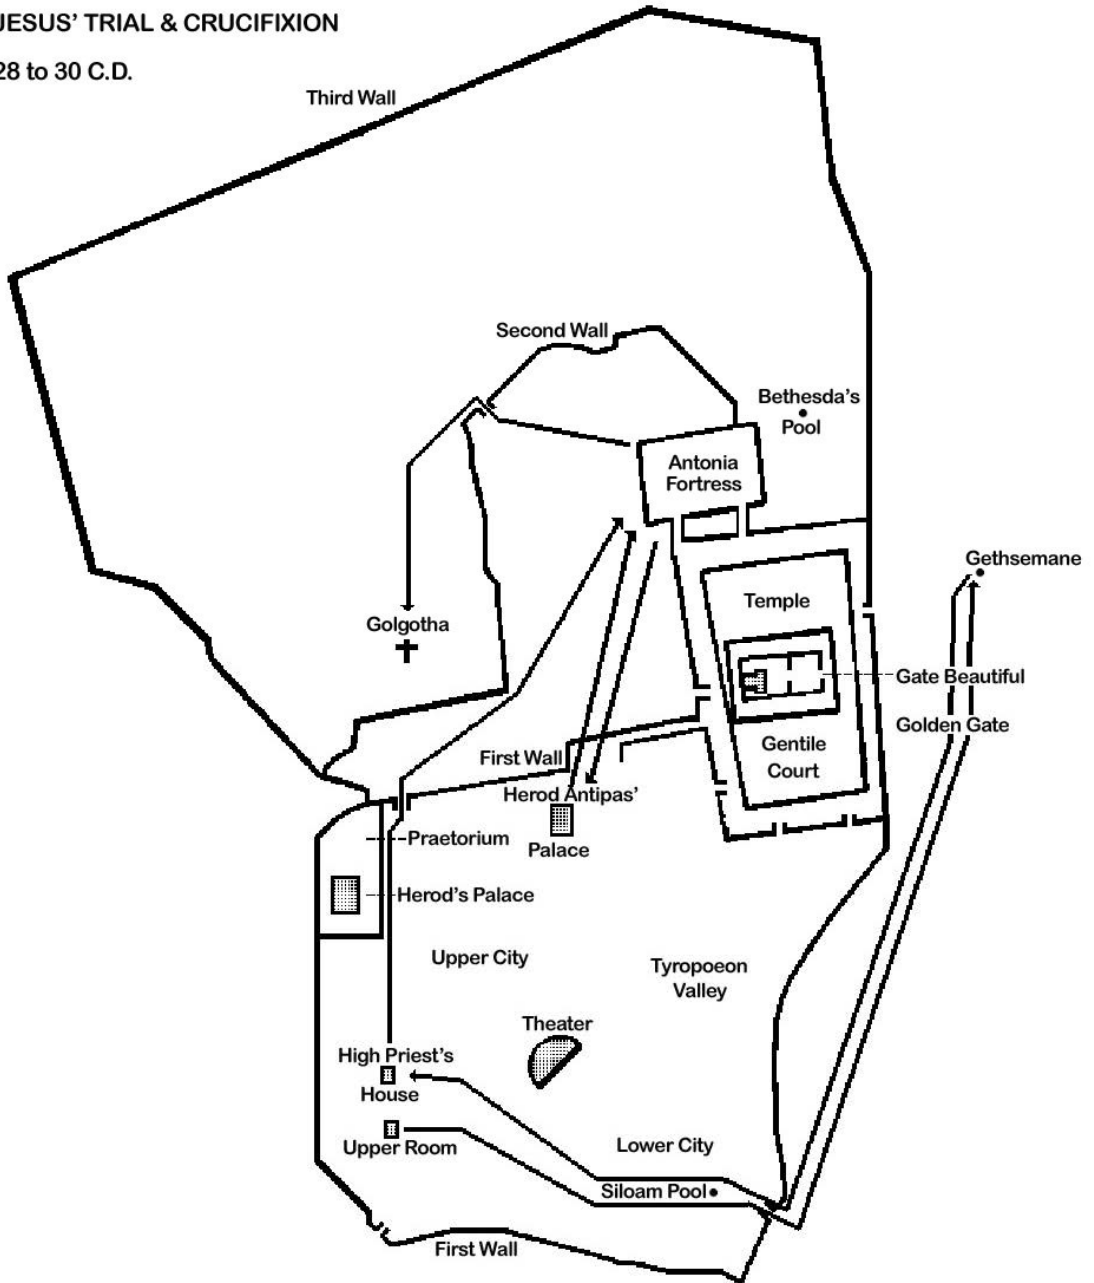 JESUS’ TRIAL & CRUCIFIXION
28 to 30 C.D.
Third Wall
Second Wall
Bethesda’s
Pool
Antonia
Fortress
Gethsemane
Temple
Golgotha
Gate Beautiful
Golden Gate
Gentile
Court
First Wall
Herod Antipas’
Palace
Praetorium
Herod’s Palace
Upper City
Tyropoeon
Valley
Theater
High Priest’s
House
Upper Room
Lower City
Siloam Pool
First Wall